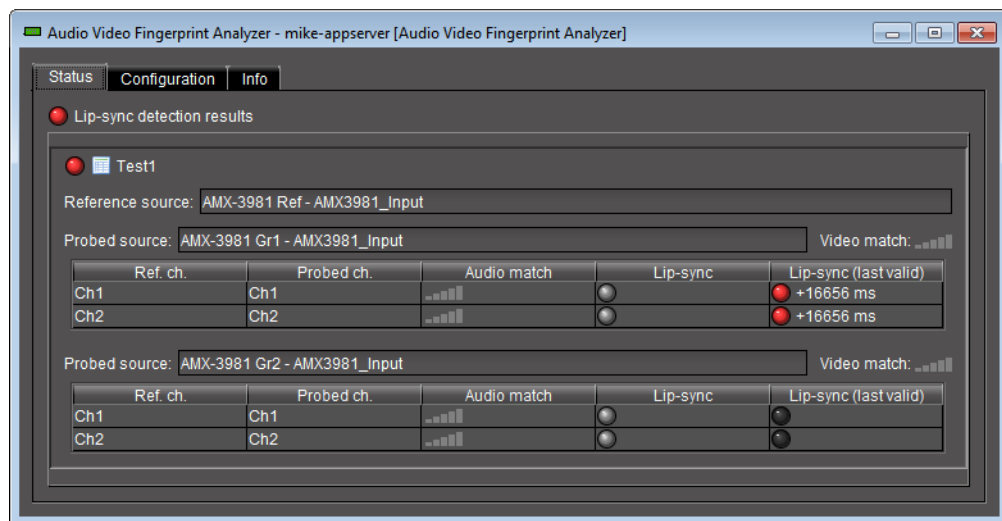 Audio Video Fingerprint Analyzer - mike-appserver [Audio Video Fingerprint Analyzer]
Status Configuration Info
Lip-sync detection results
Test1
Reference source: AMX-3981 Ref - AMX3981_Input
Probed source: AMX-3981 Gr1 - AMX3981_Input Video match:
Ref. ch. Probed ch. Audio match Lip-sync Lip-sync (last valid)
Ch1 Ch1 +16656 ms
Ch2 Ch2 +16656 ms
Probed source: AMX-3981 Gr2 - AMX3981_Input Video match:
Ref. ch. Probed ch. Audio match Lip-sync Lip-sync (last valid)
Ch1 Ch1
Ch2 Ch2